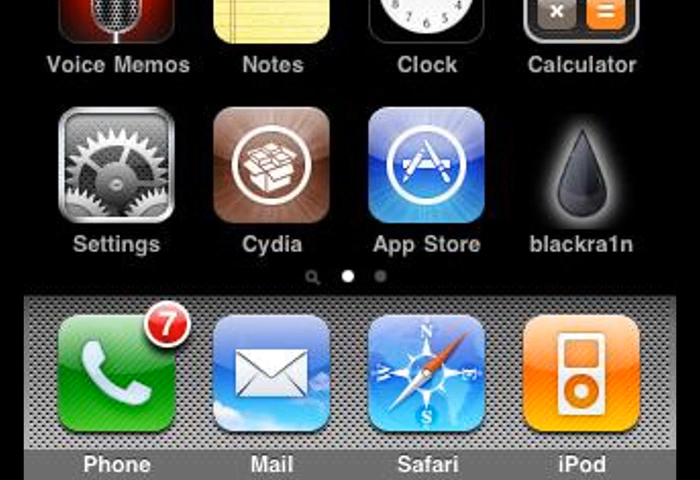 Voice Memos Notes Clock Calculator
Settings Cydia App Store blackra1n
7
Phone Mail Safari iPod